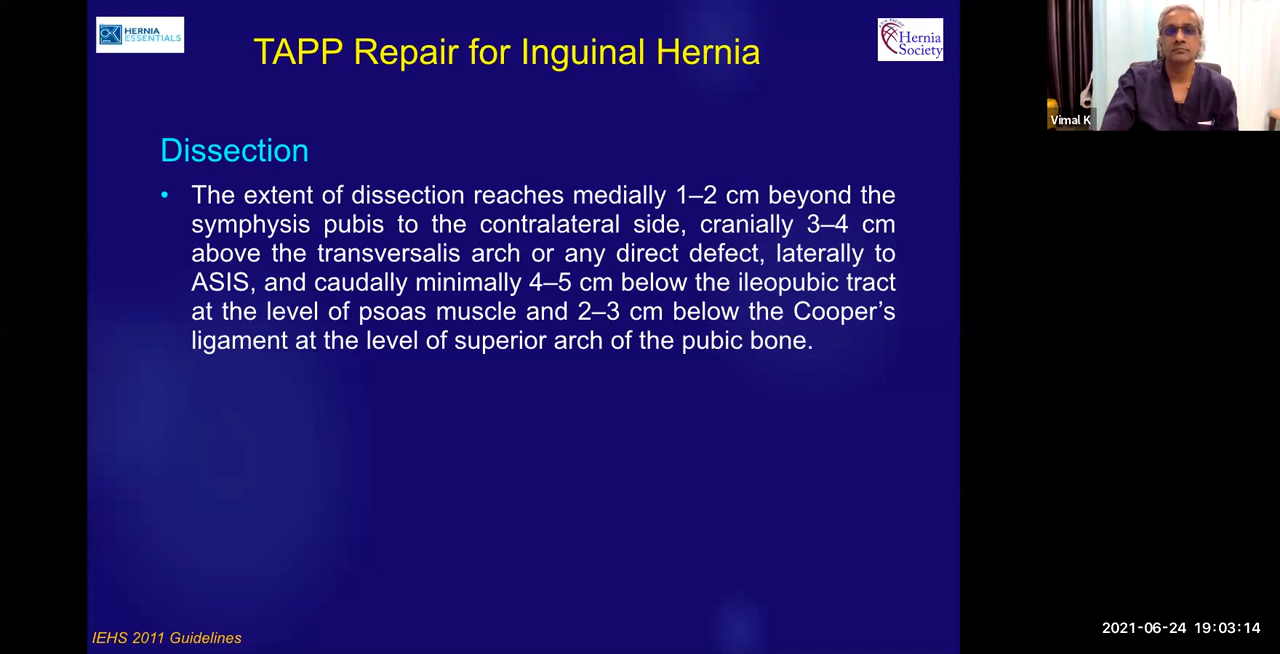 HERNIA
ESSENTIALS
TAPP Repair for Inguinal Hernia
Hernia
Society
Vimal K
Dissection
• The extent of dissection reaches medially 1–2 cm beyond the
symphysis pubis to the contralateral side, cranially 3–4 cm
above the transversalis arch or any direct defect, laterally to
ASIS, and caudally minimally 4–5 cm below the ileopubic tract
at the level of psoas muscle and 2–3 cm below the Cooper's
ligament at the level of superior arch of the pubic bone.
IEHS 2011 Guidelines
2021-06-24 19:03:14